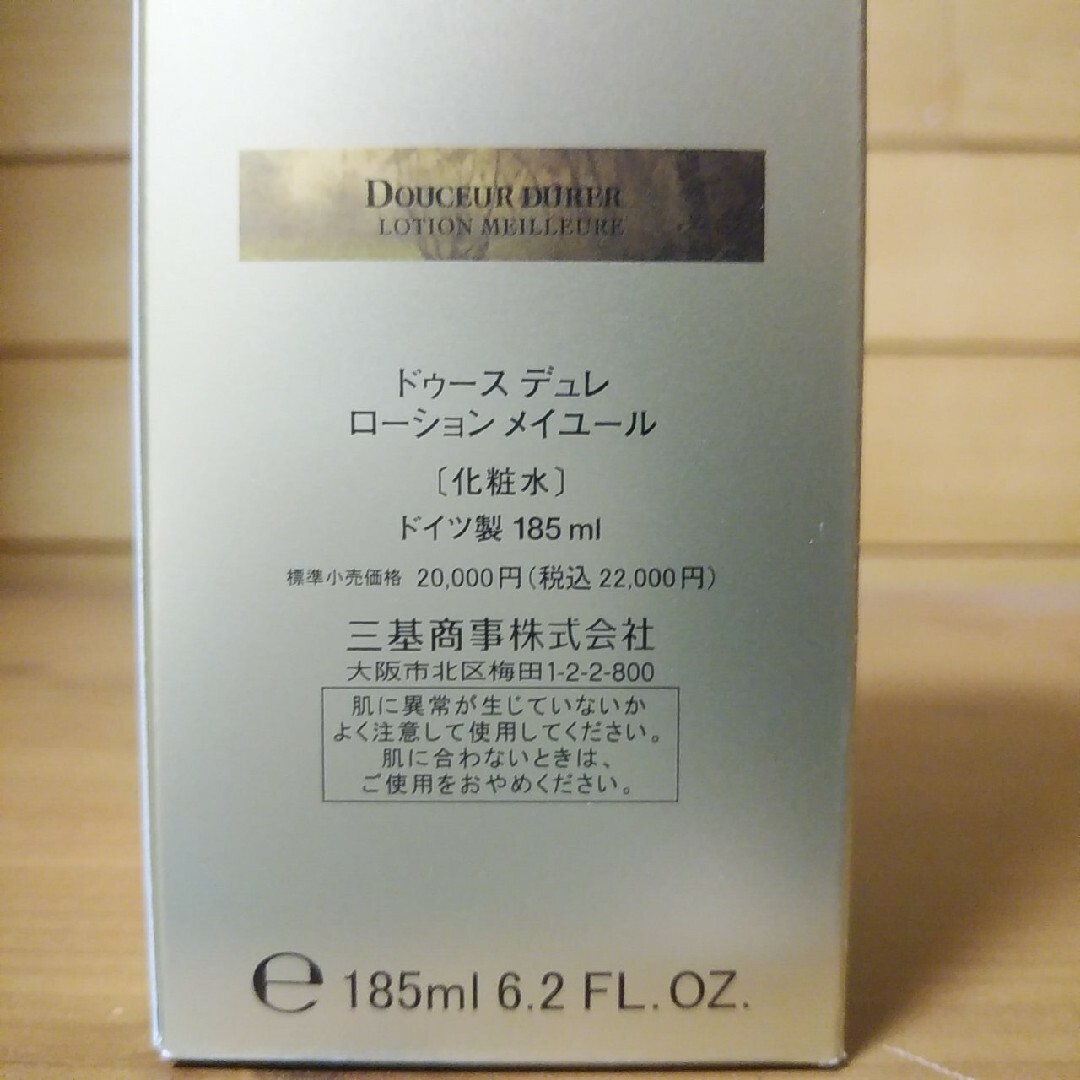 DOUCEUR DURER
LOTION MEILLEURE
ドゥース デュレ
ローション メイユール
〔化粧水〕
ドイツ製 185 ml
標準小売価格 20,000円(税込 22,000円)
三基商事株式会社
大阪市北区梅田1-2-2-800
肌に異常が生じていないか
よく注意して使用してください。
肌に合わないときは、
ご使用をおやめください。
℮ 185ml 6.2 FL. OZ.